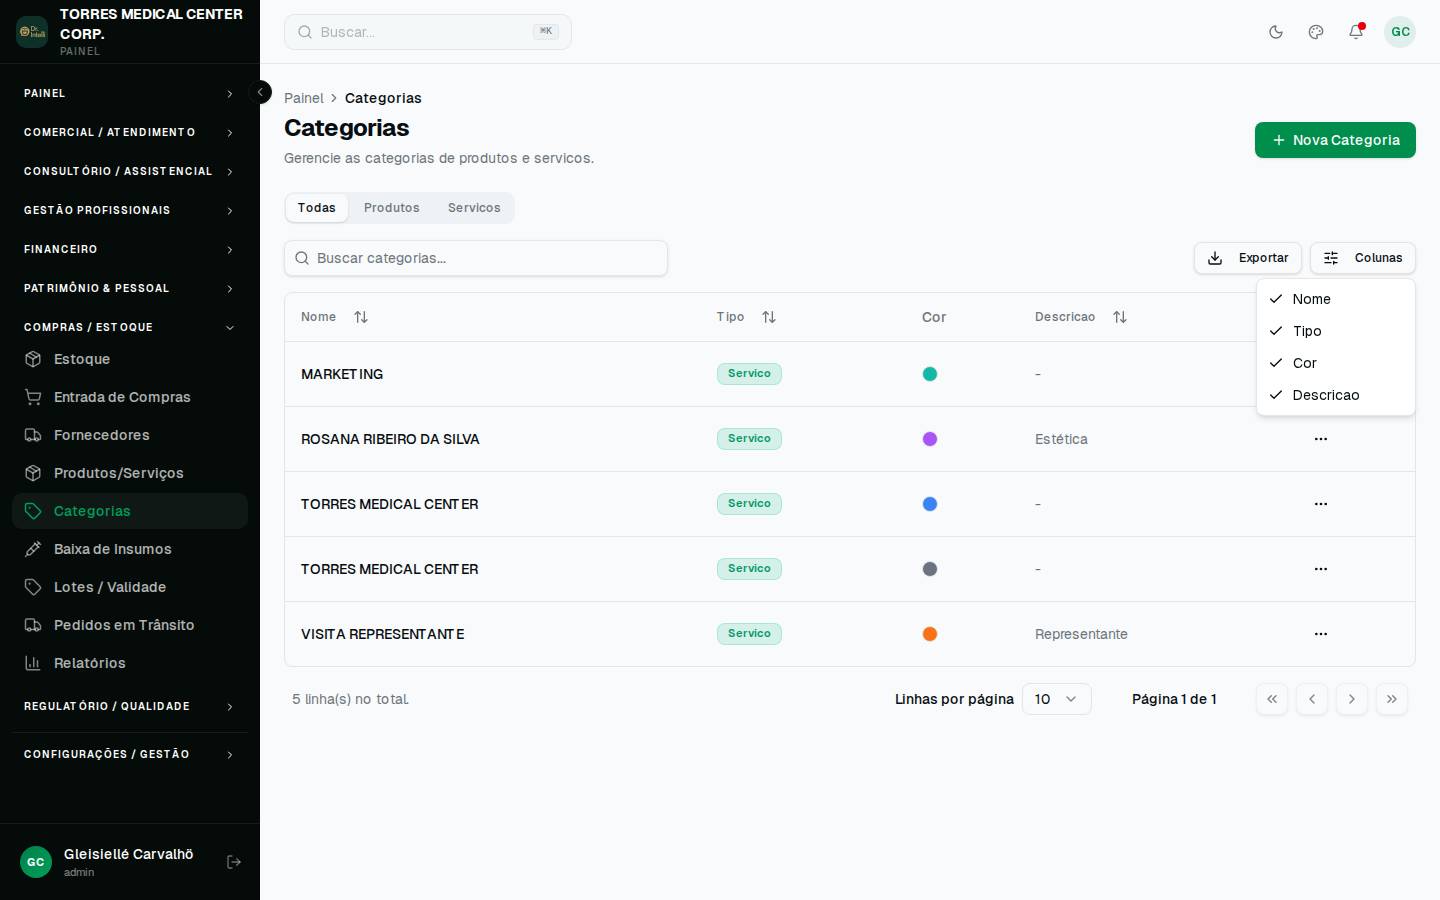 TORRES MEDICAL CENTER
CORP.
PAINEL
PAINEL
COMERCIAL / ATENDIMENTO
CONSULTÓRIO / ASSISTENCIAL
GESTÃO PROFISSIONAIS
FINANCEIRO
PATRIMÔNIO & PESSOAL
COMPRAS / ESTOQUE
Estoque
Entrada de Compras
Fornecedores
Produtos/Serviços
Categorias
Baixa de Insumos
Lotes / Validade
Pedidos em Trânsito
Relatórios
REGULATÓRIO / QUALIDADE
CONFIGURAÇÕES / GESTÃO
GC
Gleisiellé Carvalhö
admin
Buscar...
⌘K
GC
Painel
Categorias
Categorias
Gerencie as categorias de produtos e servicos.
Nova Categoria
Todas
Produtos
Servicos
Buscar categorias...
Exportar
Colunas
Nome
Tipo
Cor
Descricao
Nome
Tipo
Cor
Descricao
MARKETING
Servico
-
ROSANA RIBEIRO DA SILVA
Servico
Estética
TORRES MEDICAL CENTER
Servico
-
TORRES MEDICAL CENTER
Servico
-
VISITA REPRESENTANTE
Servico
Representante
5 linha(s) no total.
Linhas por página
10
Página 1 de 1